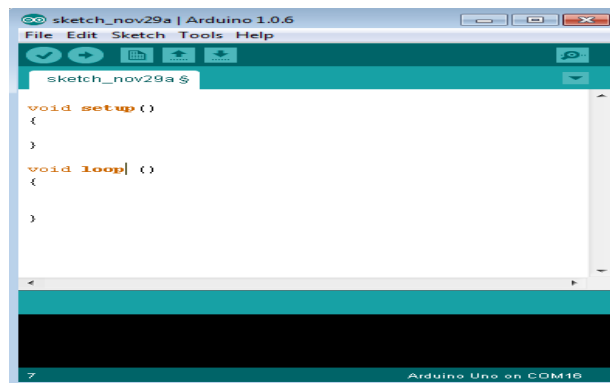 sketch_nov29a | Arduino 1.0.6
File Edit Sketch Tools Help
sketch_nov29a §
void setup()
{
}
void loop ()
{
}
7 Arduino Uno on COM16